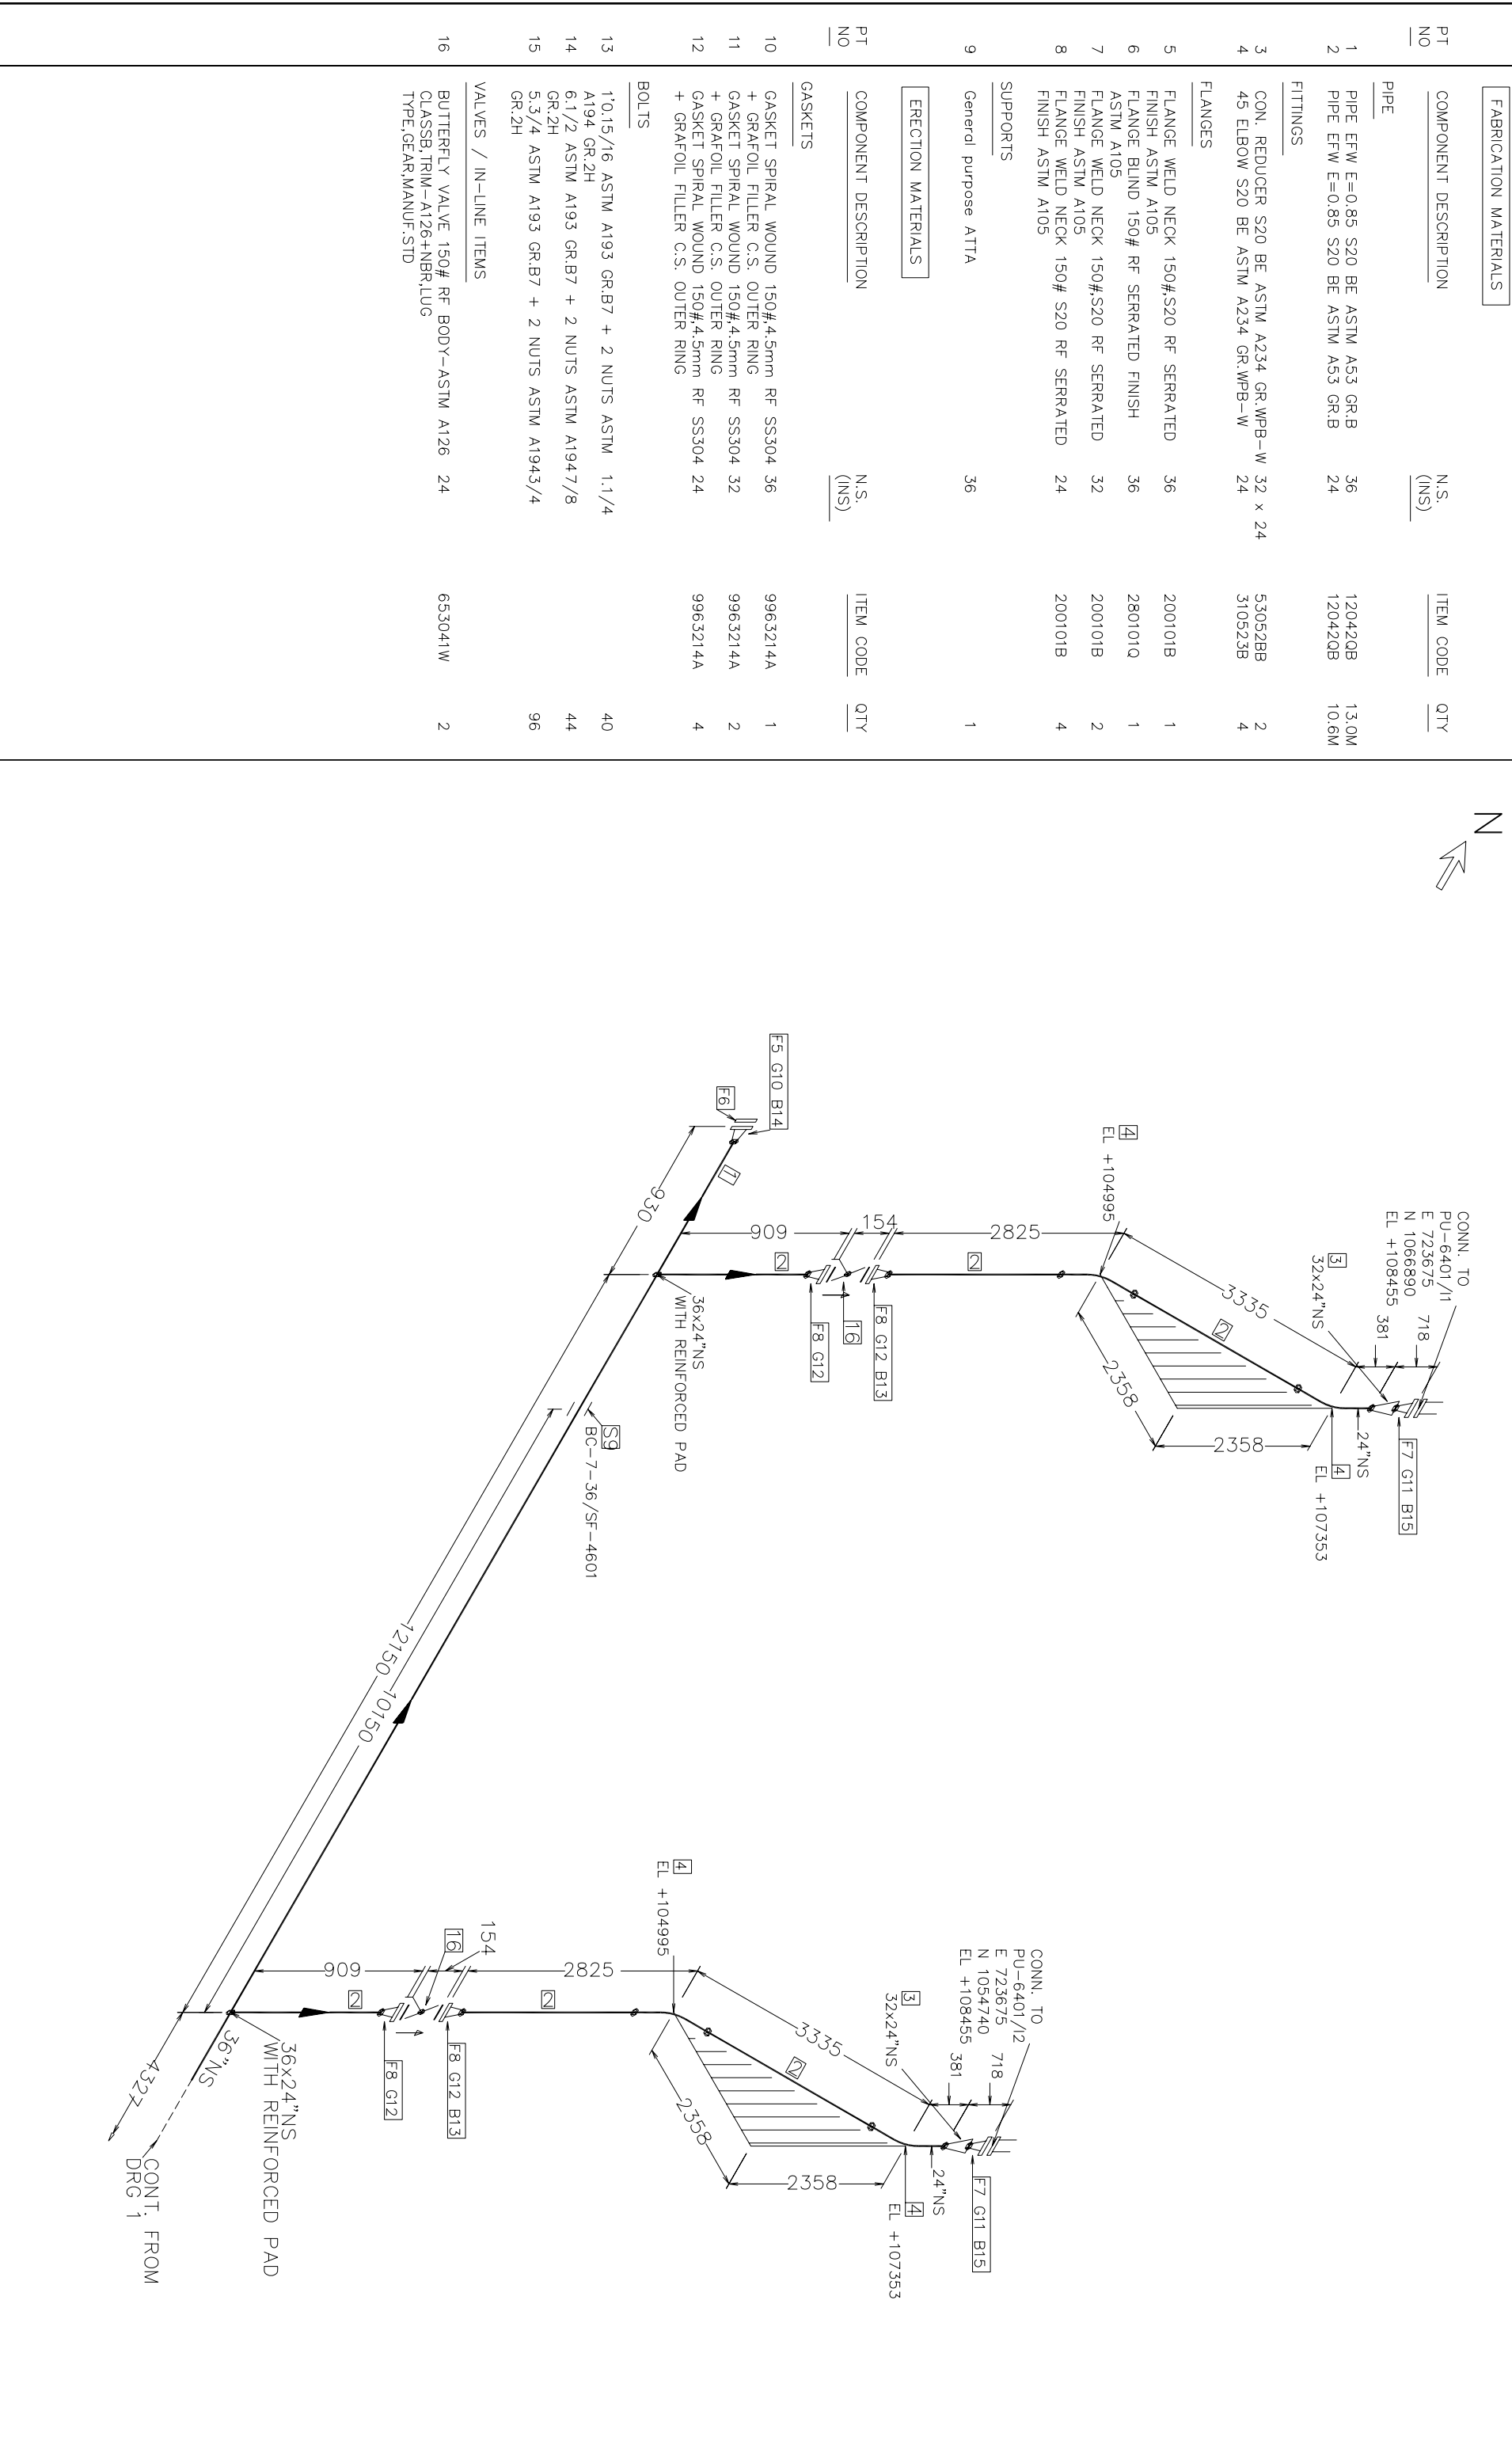 FABRICATION MATERIALS
PT NO COMPONENT DESCRIPTION N.S. (INS) ITEM CODE QTY
PIPE
1 PIPE EFW E=0.85 S20 BE ASTM A53 GR.B 36 12042QB 13.0M
2 PIPE EFW E=0.85 S20 BE ASTM A53 GR.B 24 12042QB 10.6M
FITTINGS
3 CON. REDUCER S20 BE ASTM A234 GR.WPB-W 32 x 24 53052BB 2
4 45 ELBOW S20 BE ASTM A234 GR.WPB-W 24 310523B 4
FLANGES
5 FLANGE WELD NECK 150#,S20 RF SERRATED 36 200101B 1
FINISH ASTM A105
6 FLANGE BLIND 150# RF SERRATED FINISH 36 280101Q 1
ASTM A105
7 FLANGE WELD NECK 150#,S20 RF SERRATED 32 200101B 2
FINISH ASTM A105
8 FLANGE WELD NECK 150# S20 RF SERRATED 24 200101B 4
FINISH ASTM A105
SUPPORTS
9 General purpose ATTA 36 1
ERECTION MATERIALS
PT NO COMPONENT DESCRIPTION N.S. (INS) ITEM CODE QTY
GASKETS
10 GASKET SPIRAL WOUND 150#,4.5mm RF SS304 36 9963214A 1
+ GRAFOIL FILLER C.S. OUTER RING
11 GASKET SPIRAL WOUND 150#,4.5mm RF SS304 32 9963214A 2
+ GRAFOIL FILLER C.S. OUTER RING
12 GASKET SPIRAL WOUND 150#,4.5mm RF SS304 24 9963214A 4
+ GRAFOIL FILLER C.S. OUTER RING
BOLTS
13 1'0.15/16 ASTM A193 GR.B7 + 2 NUTS ASTM 1.1/4 40
A194 GR.2H
14 6.1/2 ASTM A193 GR.B7 + 2 NUTS ASTM A1947/8 44
GR.2H
15 5.3/4 ASTM A193 GR.B7 + 2 NUTS ASTM A1943/4 96
GR.2H
VALVES / IN-LINE ITEMS
16 BUTTERFLY VALVE 150# RF BODY-ASTM A126 24 653041W 2
CLASSB,TRIM-A126+NBR,LUG
TYPE,GEAR,MANUF.STD
N
CONN. TO
PU-6401/I1
E 723675
N 1066890
EL +108455
718
381
3
32x24"NS
F7 G11 B15
24"NS
4
EL +107353
3335
2
2358
2358
4
EL +104995
2825
2
154
F8 G12 B13
16
F8 G12
909
2
F5 G10 B14
F6
1
930
36x24"NS
WITH REINFORCED PAD
S9
BC-7-36/SF-4601
12150
10150
CONN. TO
PU-6401/I2
E 723675
N 1054740
EL +108455
718
381
3
32x24"NS
F7 G11 B15
24"NS
4
EL +107353
3335
2
2358
2358
4
EL +104995
2825
2
154
16
F8 G12 B13
F8 G12
909
2
36x24"NS
WITH REINFORCED PAD
36"NS
4327
CONT. FROM
DRG 1